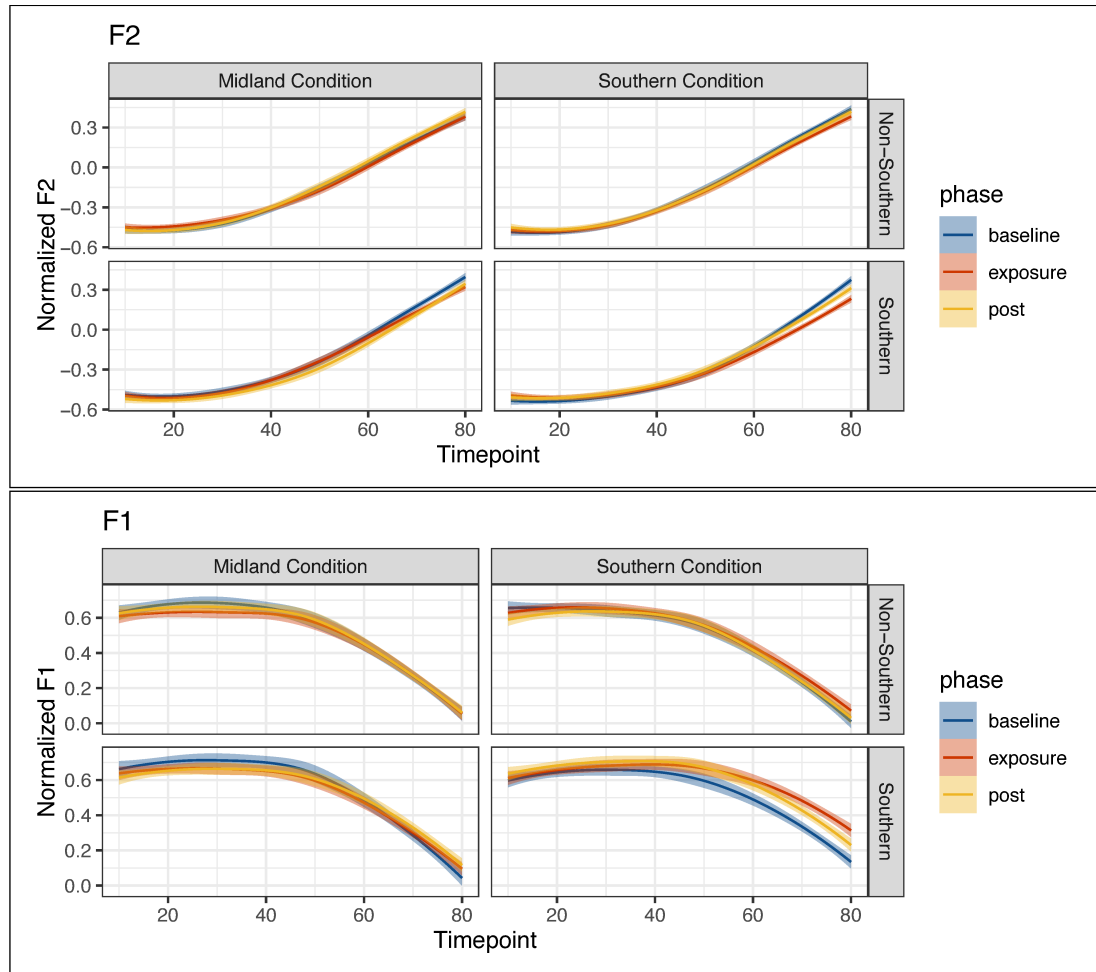 F2
Midland Condition
Southern Condition
Normalized F2
0.3
0.0
−0.3
−0.6
Non−Southern
0.3
0.0
−0.3
−0.6
Southern
20 40 60 80
20 40 60 80
Timepoint
phase
baseline
exposure
post
F1
Midland Condition
Southern Condition
Normalized F1
0.6
0.4
0.2
0.0
Non−Southern
0.6
0.4
0.2
0.0
Southern
20 40 60 80
20 40 60 80
Timepoint
phase
baseline
exposure
post